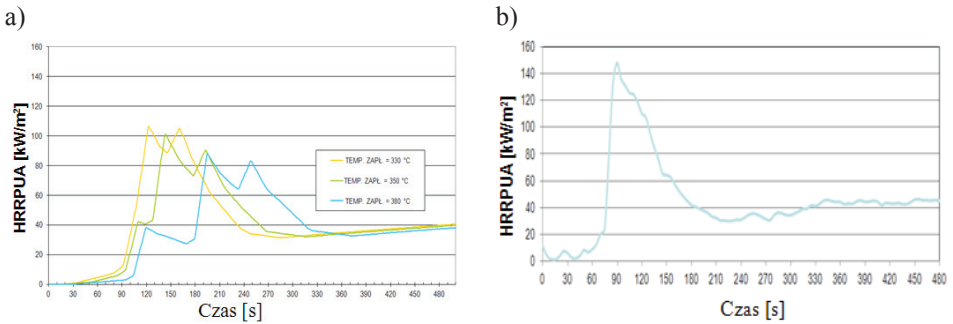 a)
HRRPUA [kW/m²]
160
140
120
100
80
60
40
20
0
0 30 60 90 120 150 180 210 240 270 300 330 360 390 420 450 480
Czas [s]
TEMP. ZAPŁ. = 330 °C
TEMP. ZAPŁ. = 350 °C
TEMP. ZAPŁ. = 380 °C
b)
HRRPUA [kW/m²]
160
140
120
100
80
60
40
20
0
0 30 60 90 120 150 180 210 240 270 300 330 360 390 420 450 480
Czas [s]